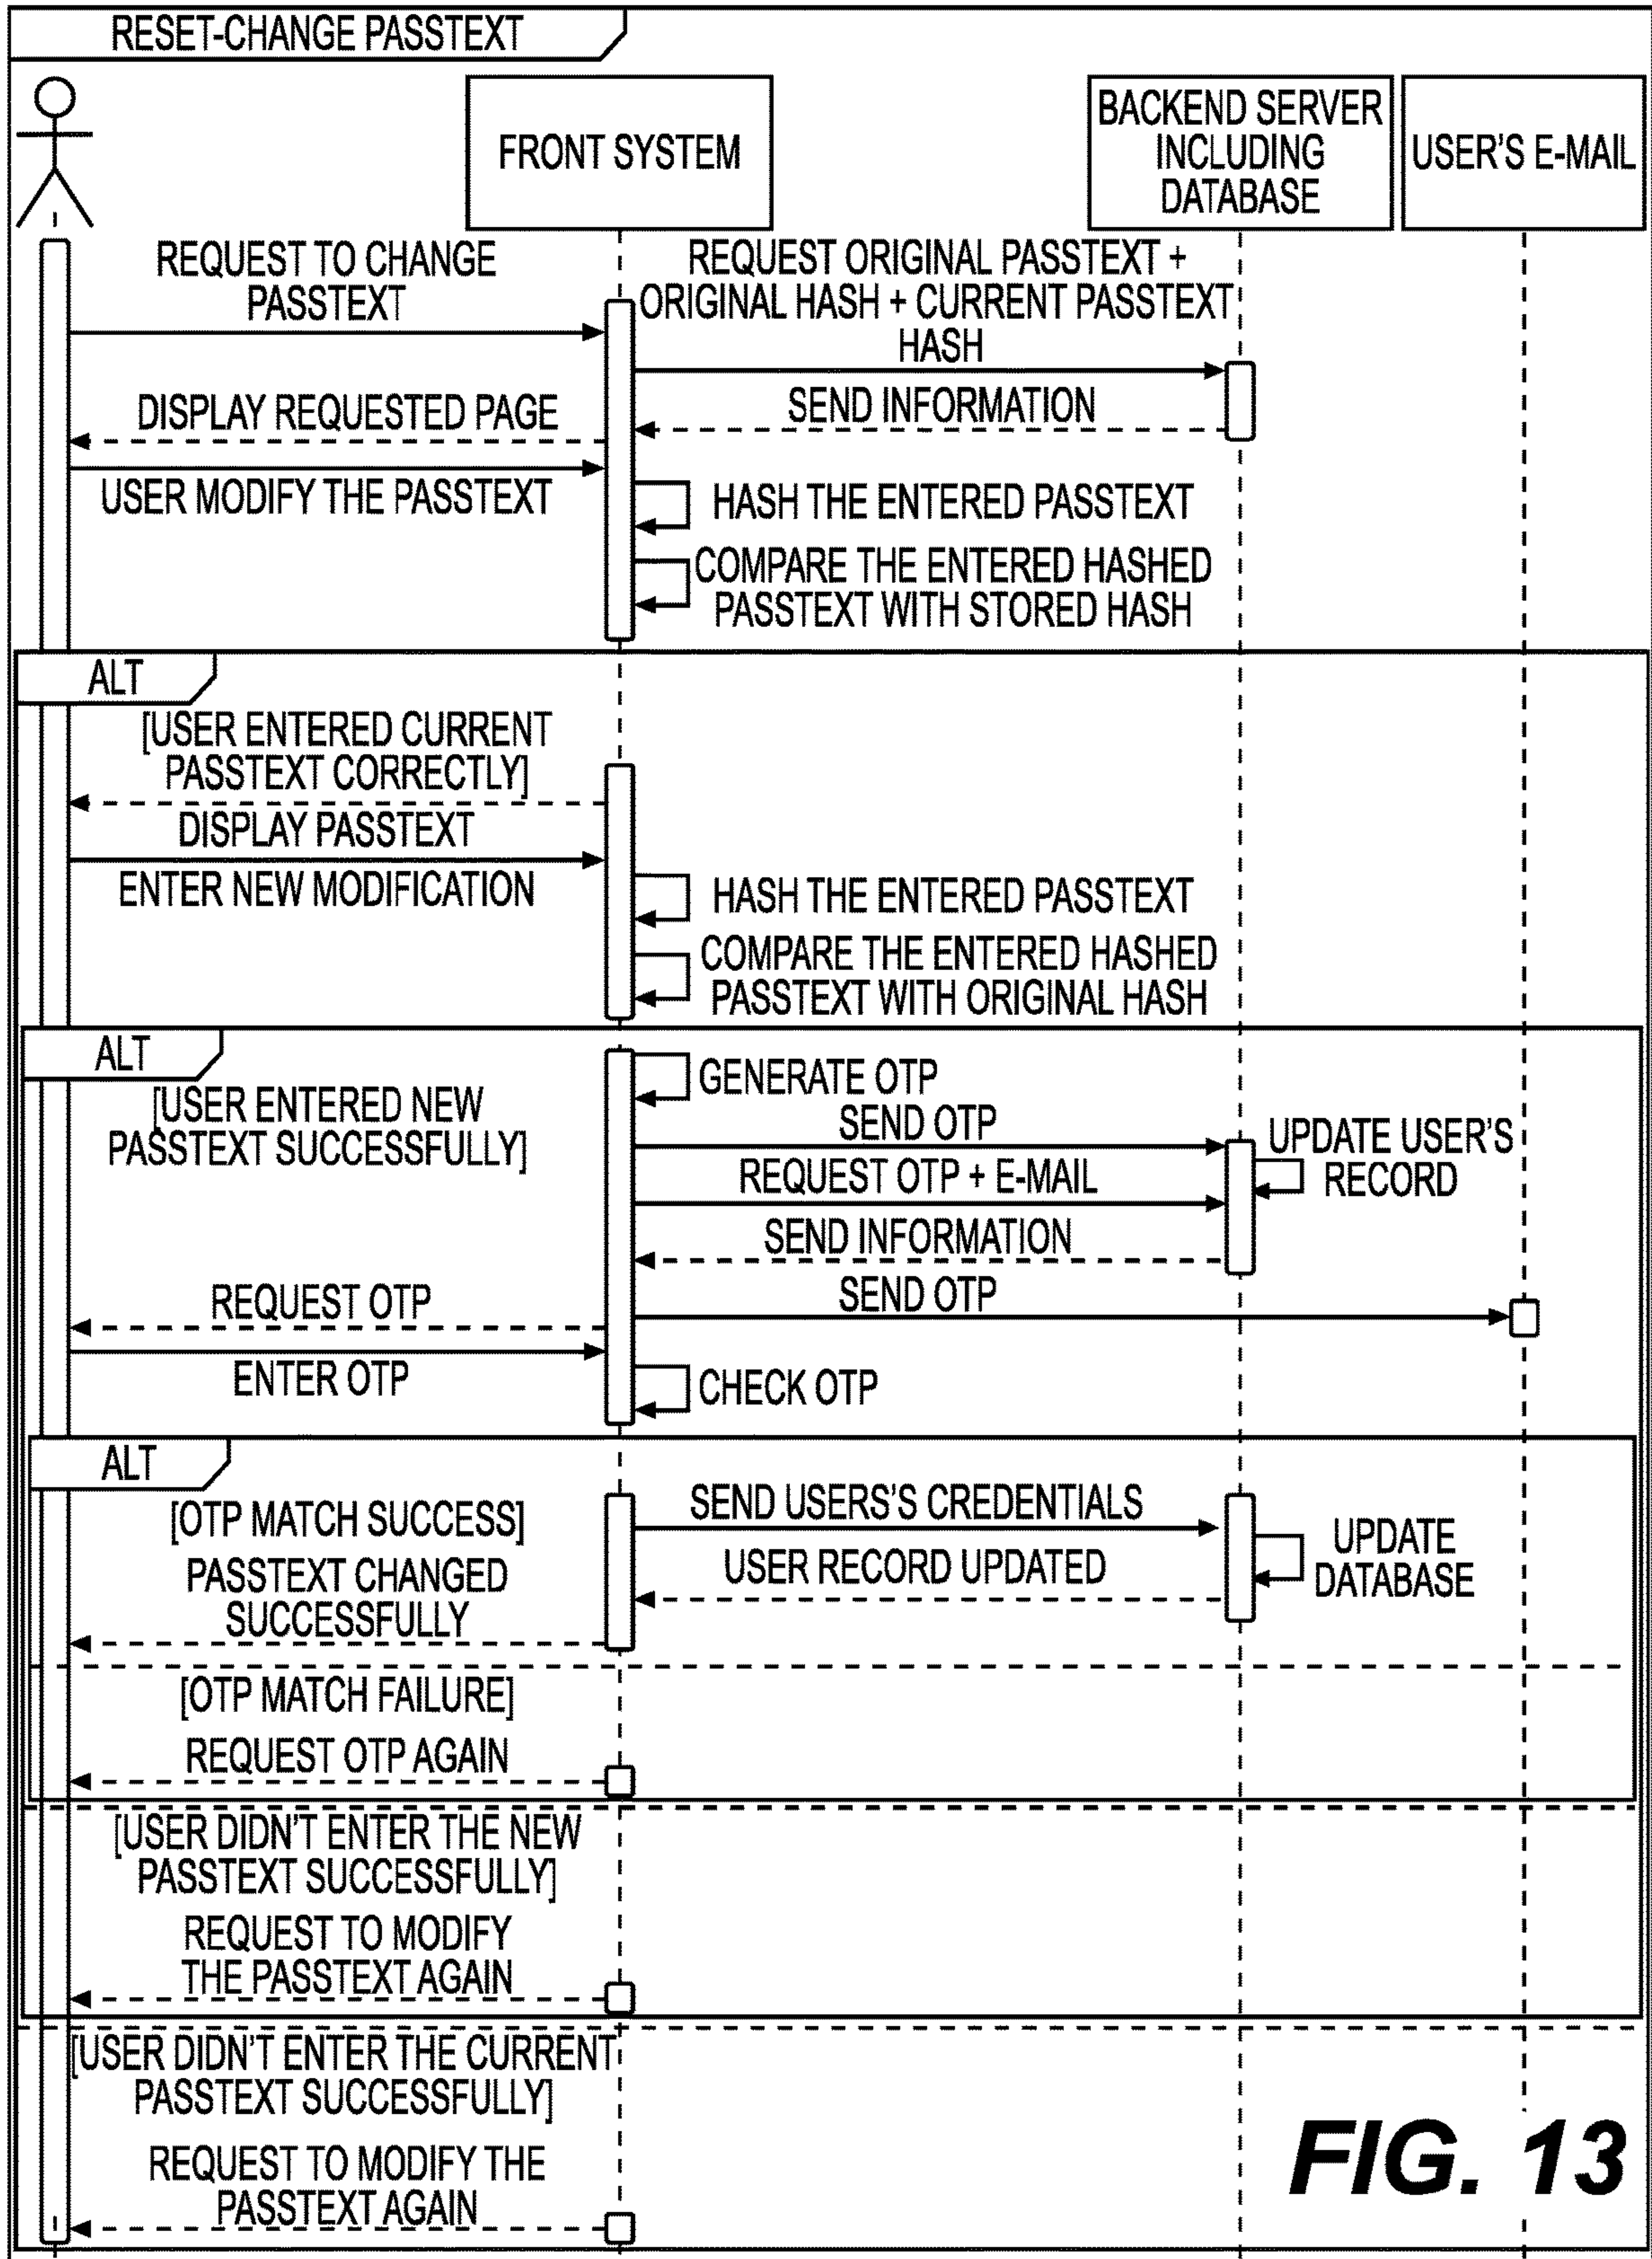 RESET-CHANGE PASSTEXT
FRONT SYSTEM
BACKEND SERVER
INCLUDING
DATABASE
USER'S E-MAIL
REQUEST TO CHANGE
PASSTEXT
REQUEST ORIGINAL PASSTEXT +
ORIGINAL HASH + CURRENT PASSTEXT
HASH
DISPLAY REQUESTED PAGE
SEND INFORMATION
USER MODIFY THE PASSTEXT
HASH THE ENTERED PASSTEXT
COMPARE THE ENTERED HASHED
PASSTEXT WITH STORED HASH
ALT
[USER ENTERED CURRENT
PASSTEXT CORRECTLY]
DISPLAY PASSTEXT
ENTER NEW MODIFICATION
HASH THE ENTERED PASSTEXT
COMPARE THE ENTERED HASHED
PASSTEXT WITH ORIGINAL HASH
ALT
[USER ENTERED NEW
PASSTEXT SUCCESSFULLY]
GENERATE OTP
SEND OTP
UPDATE USER'S
RECORD
REQUEST OTP + E-MAIL
SEND INFORMATION
REQUEST OTP
SEND OTP
ENTER OTP
CHECK OTP
ALT
[OTP MATCH SUCCESS]
SEND USERS'S CREDENTIALS
UPDATE
DATABASE
PASSTEXT CHANGED
SUCCESSFULLY
USER RECORD UPDATED
[OTP MATCH FAILURE]
REQUEST OTP AGAIN
[USER DIDN'T ENTER THE NEW
PASSTEXT SUCCESSFULLY]
REQUEST TO MODIFY
THE PASSTEXT AGAIN
[USER DIDN'T ENTER THE CURRENT
PASSTEXT SUCCESSFULLY]
REQUEST TO MODIFY THE
PASSTEXT AGAIN
FIG. 13